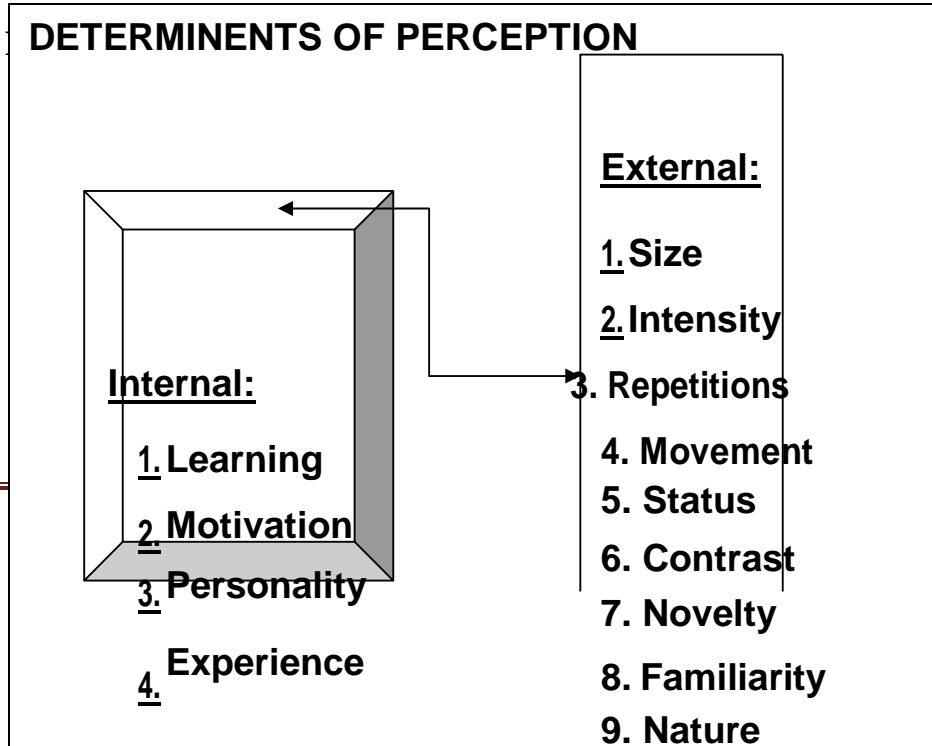 DETERMINENTS OF PERCEPTION
Internal:
1. Learning
2. Motivation
3. Personality
4. Experience
External:
1. Size
2. Intensity
3. Repetitions
4. Movement
5. Status
6. Contrast
7. Novelty
8. Familiarity
9. Nature